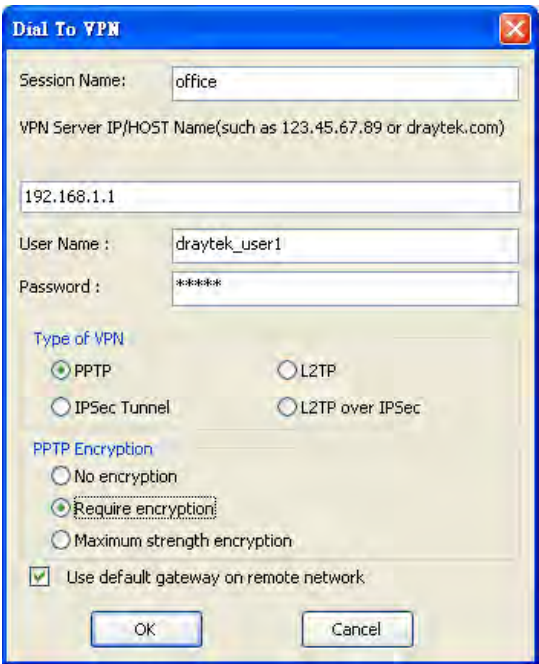 Dial To VPN
Session Name: office
VPN Server IP/HOST Name(such as 123.45.67.89 or draytek.com)
192.168.1.1
User Name : draytek_user1
Password : *****
Type of VPN
PPTP L2TP
IPSec Tunnel L2TP over IPSec
PPTP Encryption
No encryption
Require encryption
Maximum strength encryption
Use default gateway on remote network
OK Cancel